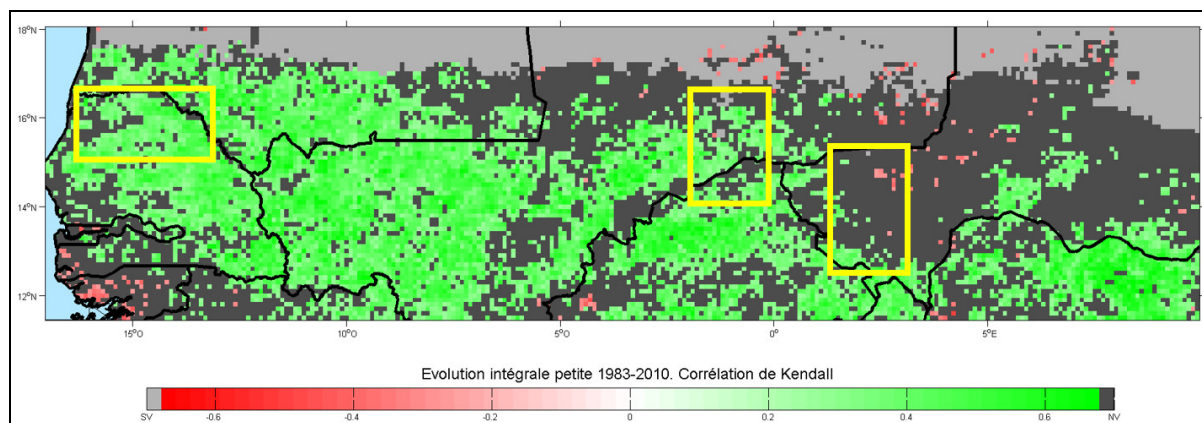 18°N
16°N
14°N
12°N
15°O
10°O
5°O
0°
5°E
Evolution intégrale petite 1983-2010. Corrélation de Kendall
SV -0.6 -0.4 -0.2 0 0.2 0.4 0.6 NV